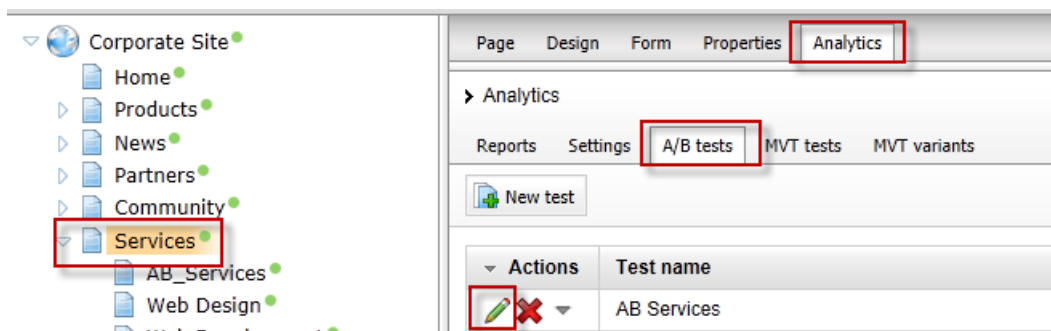 Corporate Site
Home
Products
News
Partners
Community
Services
AB_Services
Web Design
Page Design Form Properties Analytics
Analytics
Reports Settings A/B tests MVT tests MVT variants
New test
Actions Test name
AB Services